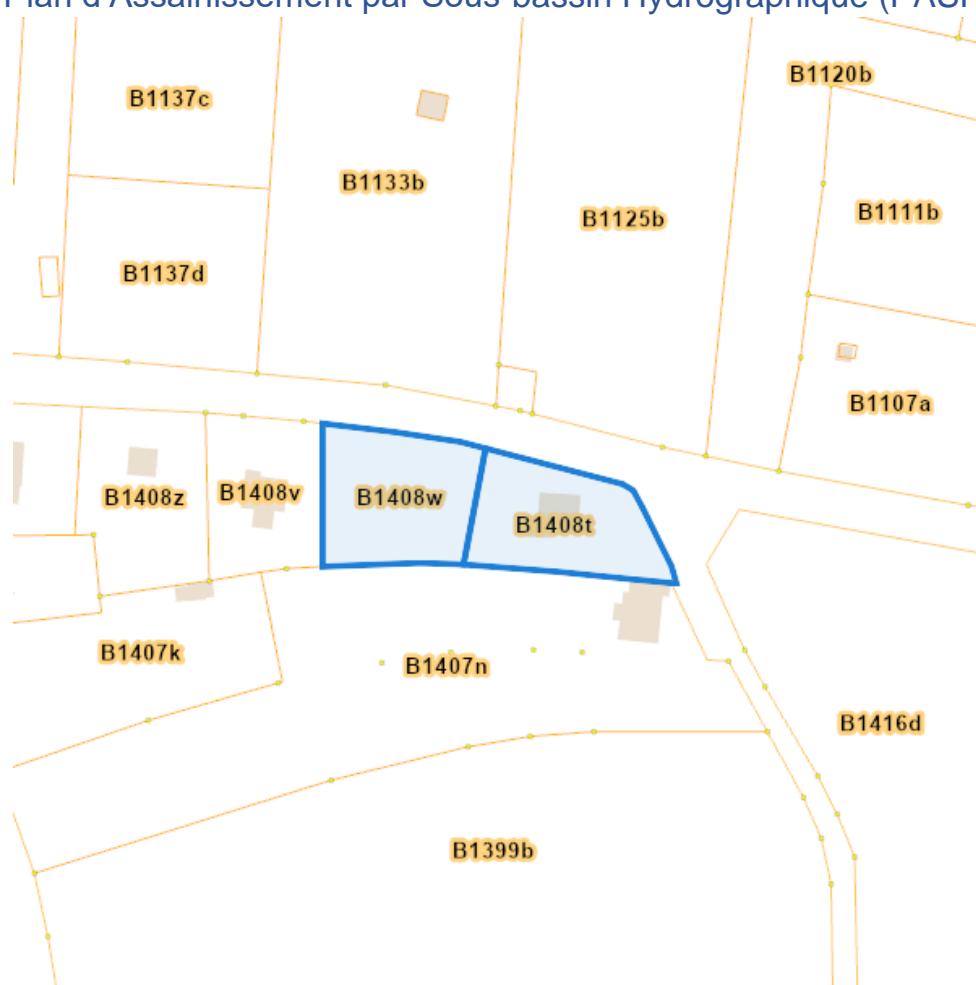 Plan d'Assainissement par Sous-bassin Hydrographique (PASH
B1120b
B1137c
B1133b
B1111b
B1125b
B1137d
B1107a
B1408z
B1408v
B1408w
B1408t
B1407k
B1407n
B1416d
B1399b